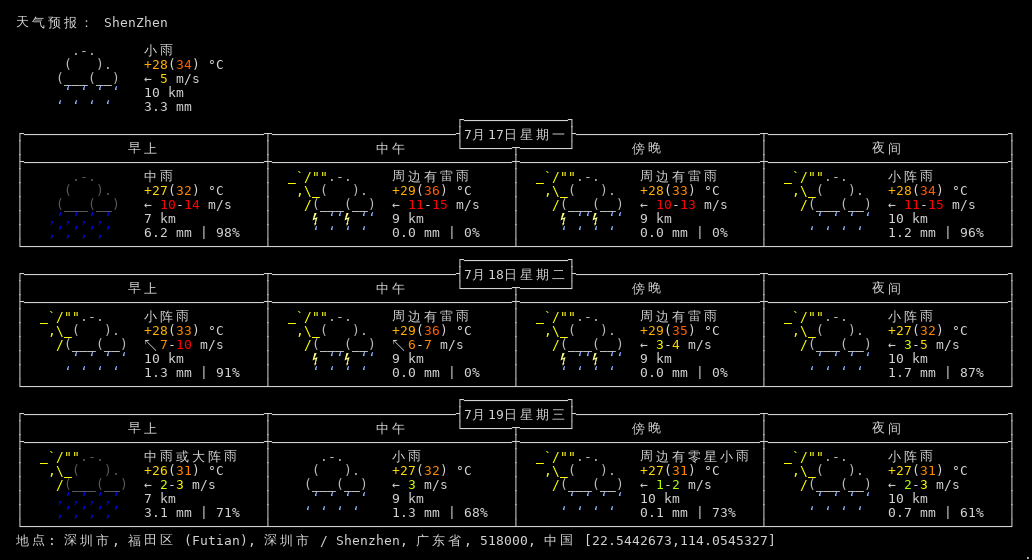 天气预报： ShenZhen
小雨
+28(34) °C
← 5 m/s
10 km
3.3 mm
7月17日星期一
早上 中午 傍晚 夜间
中雨 周边有雷雨 周边有雷雨 小阵雨
+27(32) °C +29(36) °C +28(33) °C +28(34) °C
← 10-14 m/s ← 11-15 m/s ← 10-13 m/s ← 11-15 m/s
7 km 9 km 9 km 10 km
6.2 mm | 98% 0.0 mm | 0% 0.0 mm | 0% 1.2 mm | 96%
7月18日星期二
早上 中午 傍晚 夜间
小阵雨 周边有雷雨 周边有雷雨 小阵雨
+28(33) °C +29(36) °C +29(35) °C +27(32) °C
↖ 7-10 m/s ↖ 6-7 m/s ← 3-4 m/s ← 3-5 m/s
10 km 9 km 9 km 10 km
1.3 mm | 91% 0.0 mm | 0% 0.0 mm | 0% 1.7 mm | 87%
7月19日星期三
早上 中午 傍晚 夜间
中雨或大阵雨 小雨 周边有零星小雨 小阵雨
+26(31) °C +27(32) °C +27(31) °C +27(31) °C
← 2-3 m/s ← 3 m/s ← 1-2 m/s ← 2-3 m/s
7 km 9 km 10 km 10 km
3.1 mm | 71% 1.3 mm | 68% 0.1 mm | 73% 0.7 mm | 61%
地点: 深圳市, 福田区 (Futian), 深圳市 / Shenzhen, 广东省, 518000, 中国 [22.5442673,114.0545327]